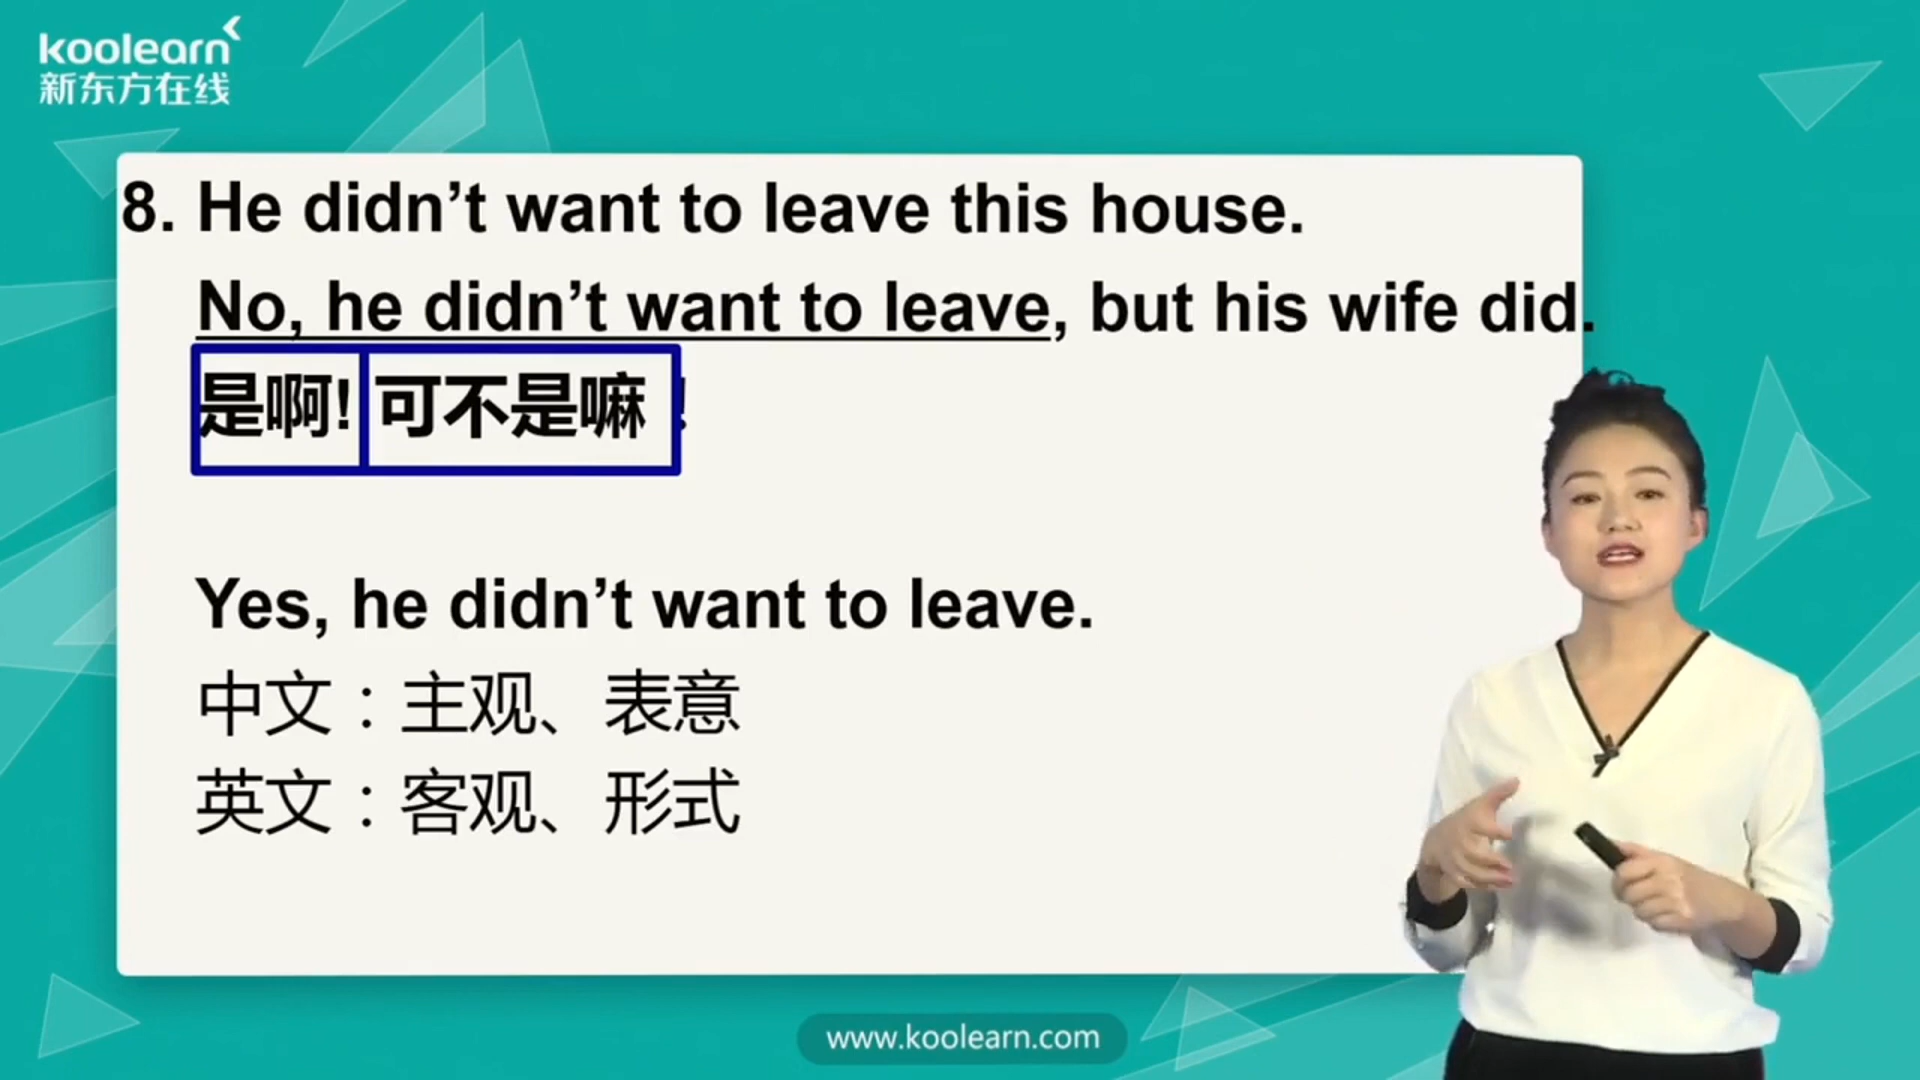 koolearn
新东方在线
8. He didn’t want to leave this house.
No, he didn’t want to leave, but his wife did.
是啊! 可不是嘛!
Yes, he didn’t want to leave.
中文：主观、表意
英文：客观、形式
www.koolearn.com